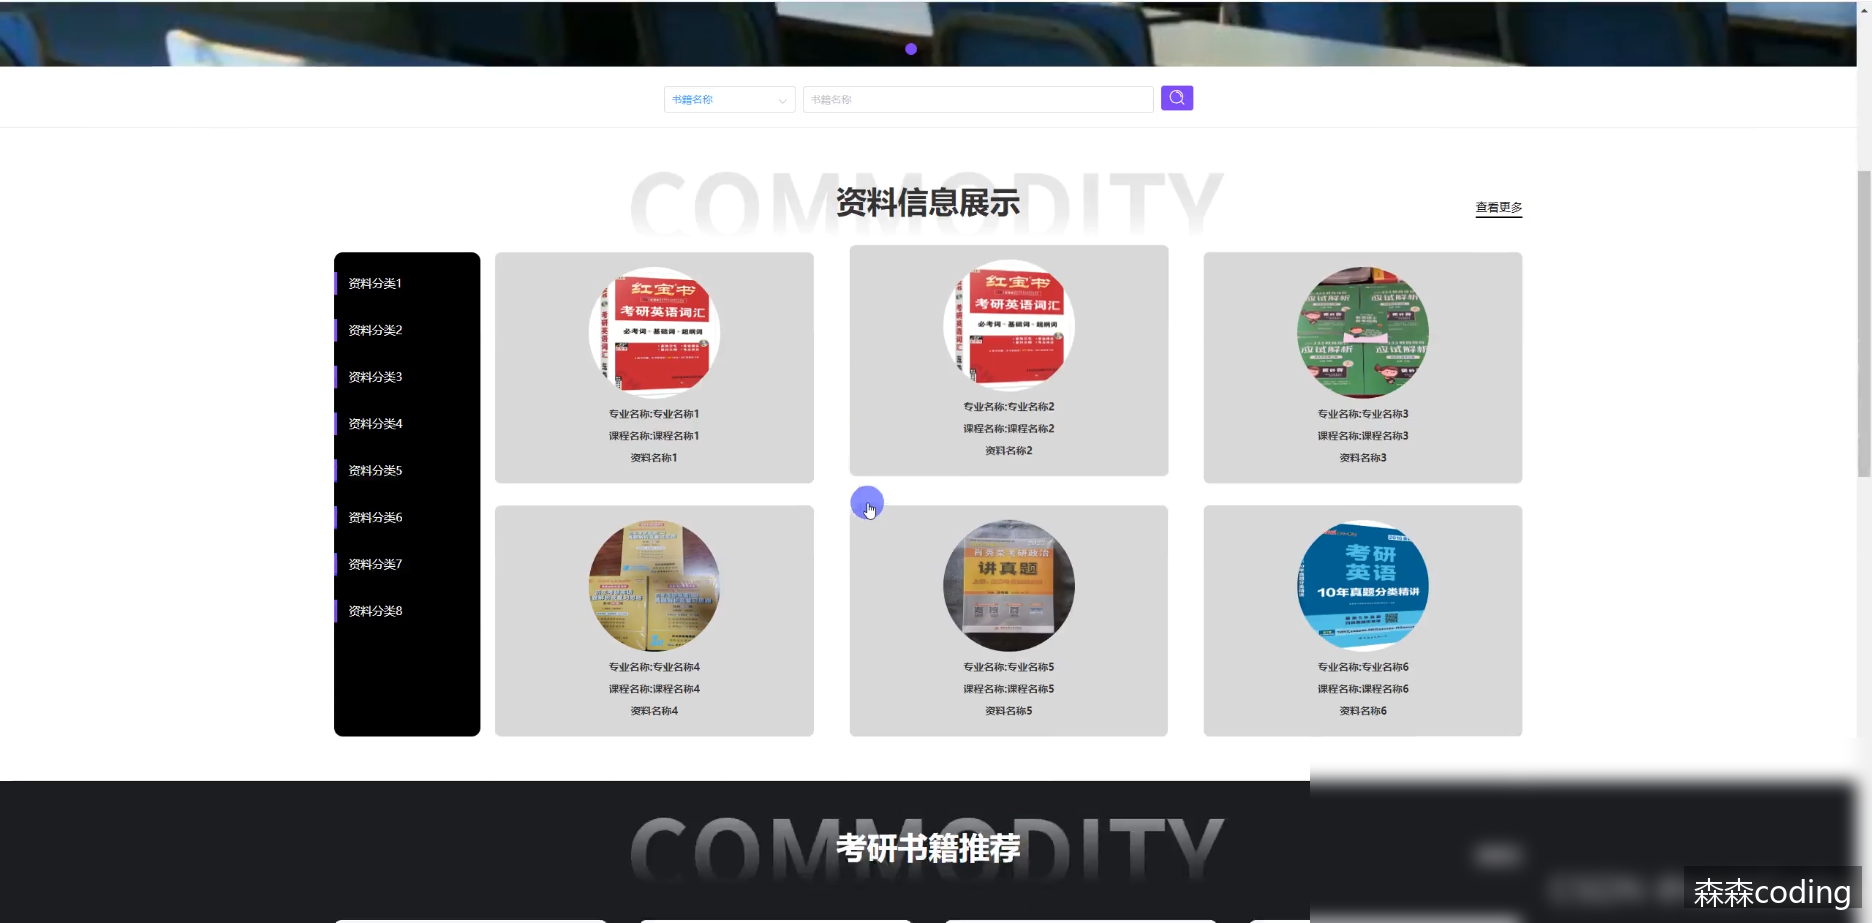 书籍名称
书籍名称
COMMODITY
资料信息展示
查看更多
资料分类1
资料分类2
资料分类3
资料分类4
资料分类5
资料分类6
资料分类7
资料分类8
红宝书
考研英语词汇
必考词·基础词·超纲词
专业名称:专业名称1
课程名称:课程名称1
资料名称1
红宝书
考研英语词汇
必考词·基础词·超纲词
专业名称:专业名称2
课程名称:课程名称2
资料名称2
应试解析
应试解析
应试解析
应试解析
专业名称:专业名称3
课程名称:课程名称3
资料名称3
专业名称:专业名称4
课程名称:课程名称4
资料名称4
肖秀荣考研政治
讲真题
专业名称:专业名称5
课程名称:课程名称5
资料名称5
考研
英语
10年真题分类精讲
专业名称:专业名称6
课程名称:课程名称6
资料名称6
COMMODITY
考研书籍推荐
森森coding